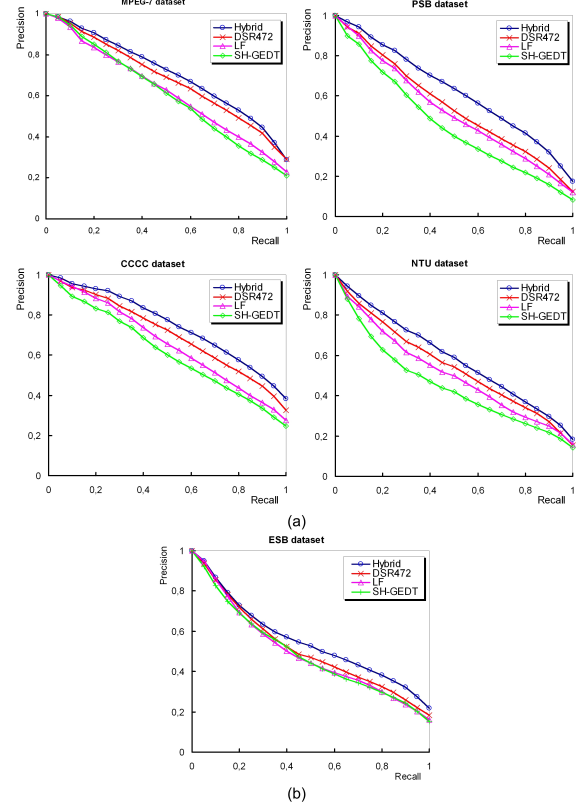 MPEG-7 dataset
Precision
1
0,8
0,6
0,4
0,2
0
0 0,2 0,4 0,6 0,8 1
Recall
Hybrid
DSR472
LF
SH-GEDT
PSB dataset
Precision
1
0,8
0,6
0,4
0,2
0
0 0,2 0,4 0,6 0,8 1
Recall
Hybrid
DSR472
LF
SH-GEDT
CCCC dataset
Precision
1
0,8
0,6
0,4
0,2
0
0 0,2 0,4 0,6 0,8 1
Recall
Hybrid
DSR472
LF
SH-GEDT
NTU dataset
Precision
1
0,8
0,6
0,4
0,2
0
0 0,2 0,4 0,6 0,8 1
Recall
Hybrid
DSR472
LF
SH-GEDT
(a)
ESB dataset
Precision
1
0,8
0,6
0,4
0,2
0
0 0,2 0,4 0,6 0,8 1
Recall
Hybrid
DSR472
LF
SH-GEDT
(b)